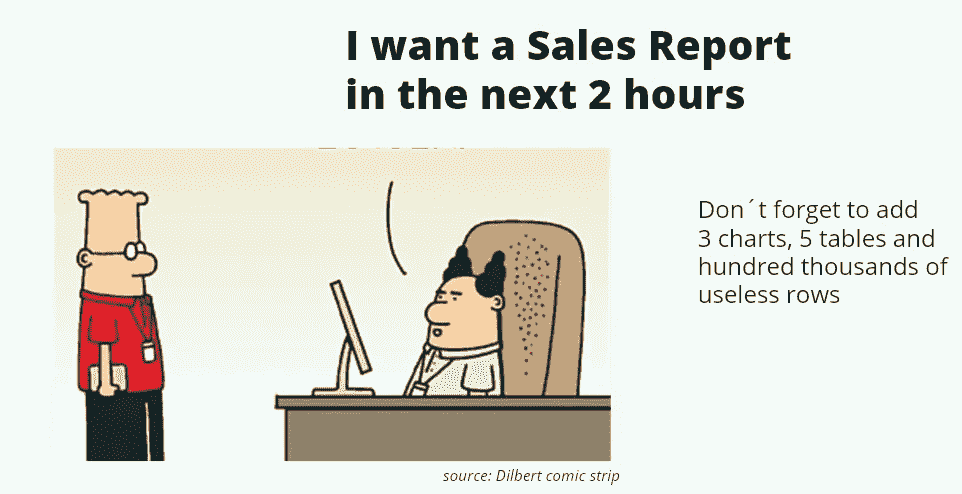 I want a Sales Report
in the next 2 hours
Don´t forget to add
3 charts, 5 tables and
hundred thousands of
useless rows
source: Dilbert comic strip